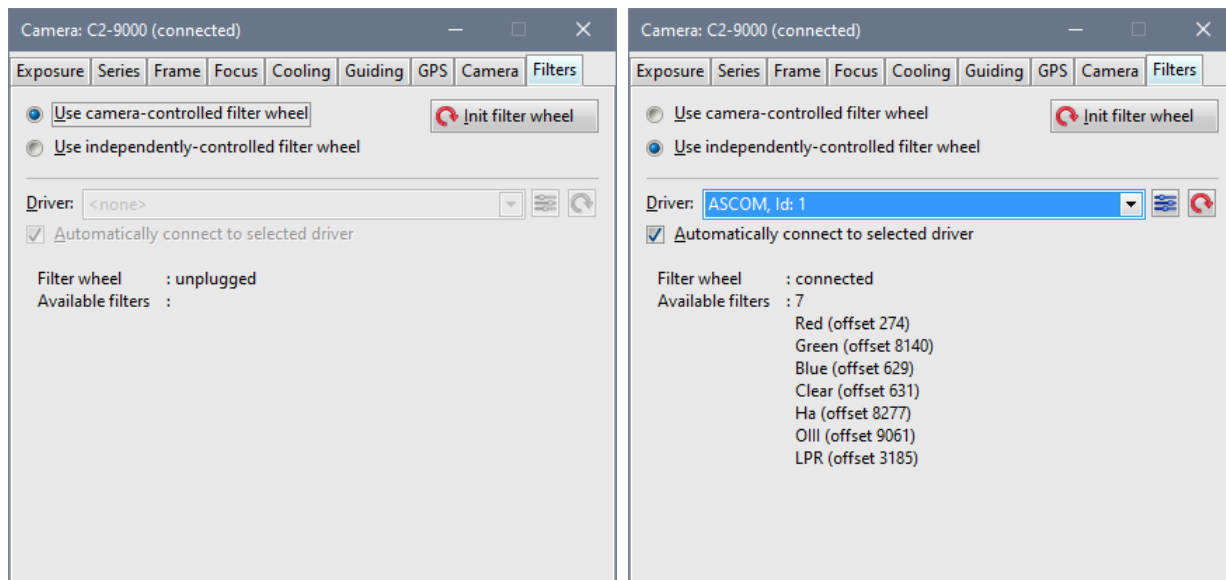 Camera: C2-9000 (connected)
Exposure Series Frame Focus Cooling Guiding GPS Camera Filters
Use camera-controlled filter wheel
Init filter wheel
Use independently-controlled filter wheel
Driver: <none>
Automatically connect to selected driver
Filter wheel : unplugged
Available filters :
Camera: C2-9000 (connected)
Exposure Series Frame Focus Cooling Guiding GPS Camera Filters
Use camera-controlled filter wheel
Init filter wheel
Use independently-controlled filter wheel
Driver: ASCOM, Id: 1
Automatically connect to selected driver
Filter wheel : connected
Available filters : 7
Red (offset 274)
Green (offset 8140)
Blue (offset 629)
Clear (offset 631)
Ha (offset 8277)
OIII (offset 9061)
LPR (offset 3185)